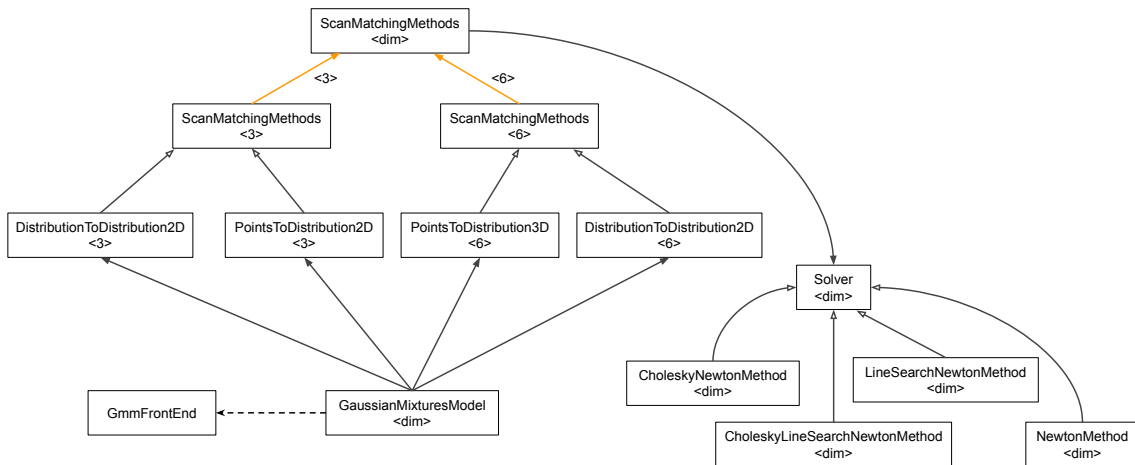 ScanMatchingMethods
<dim>
<3>
<6>
ScanMatchingMethods
<3>
ScanMatchingMethods
<6>
DistributionToDistribution2D
<3>
PointsToDistribution2D
<3>
PointsToDistribution3D
<6>
DistributionToDistribution2D
<6>
Solver
<dim>
CholeskyNewtonMethod
<dim>
LineSearchNewtonMethod
<dim>
GmmFrontEnd
GaussianMixturesModel
<dim>
CholeskyLineSearchNewtonMethod
<dim>
NewtonMethod
<dim>